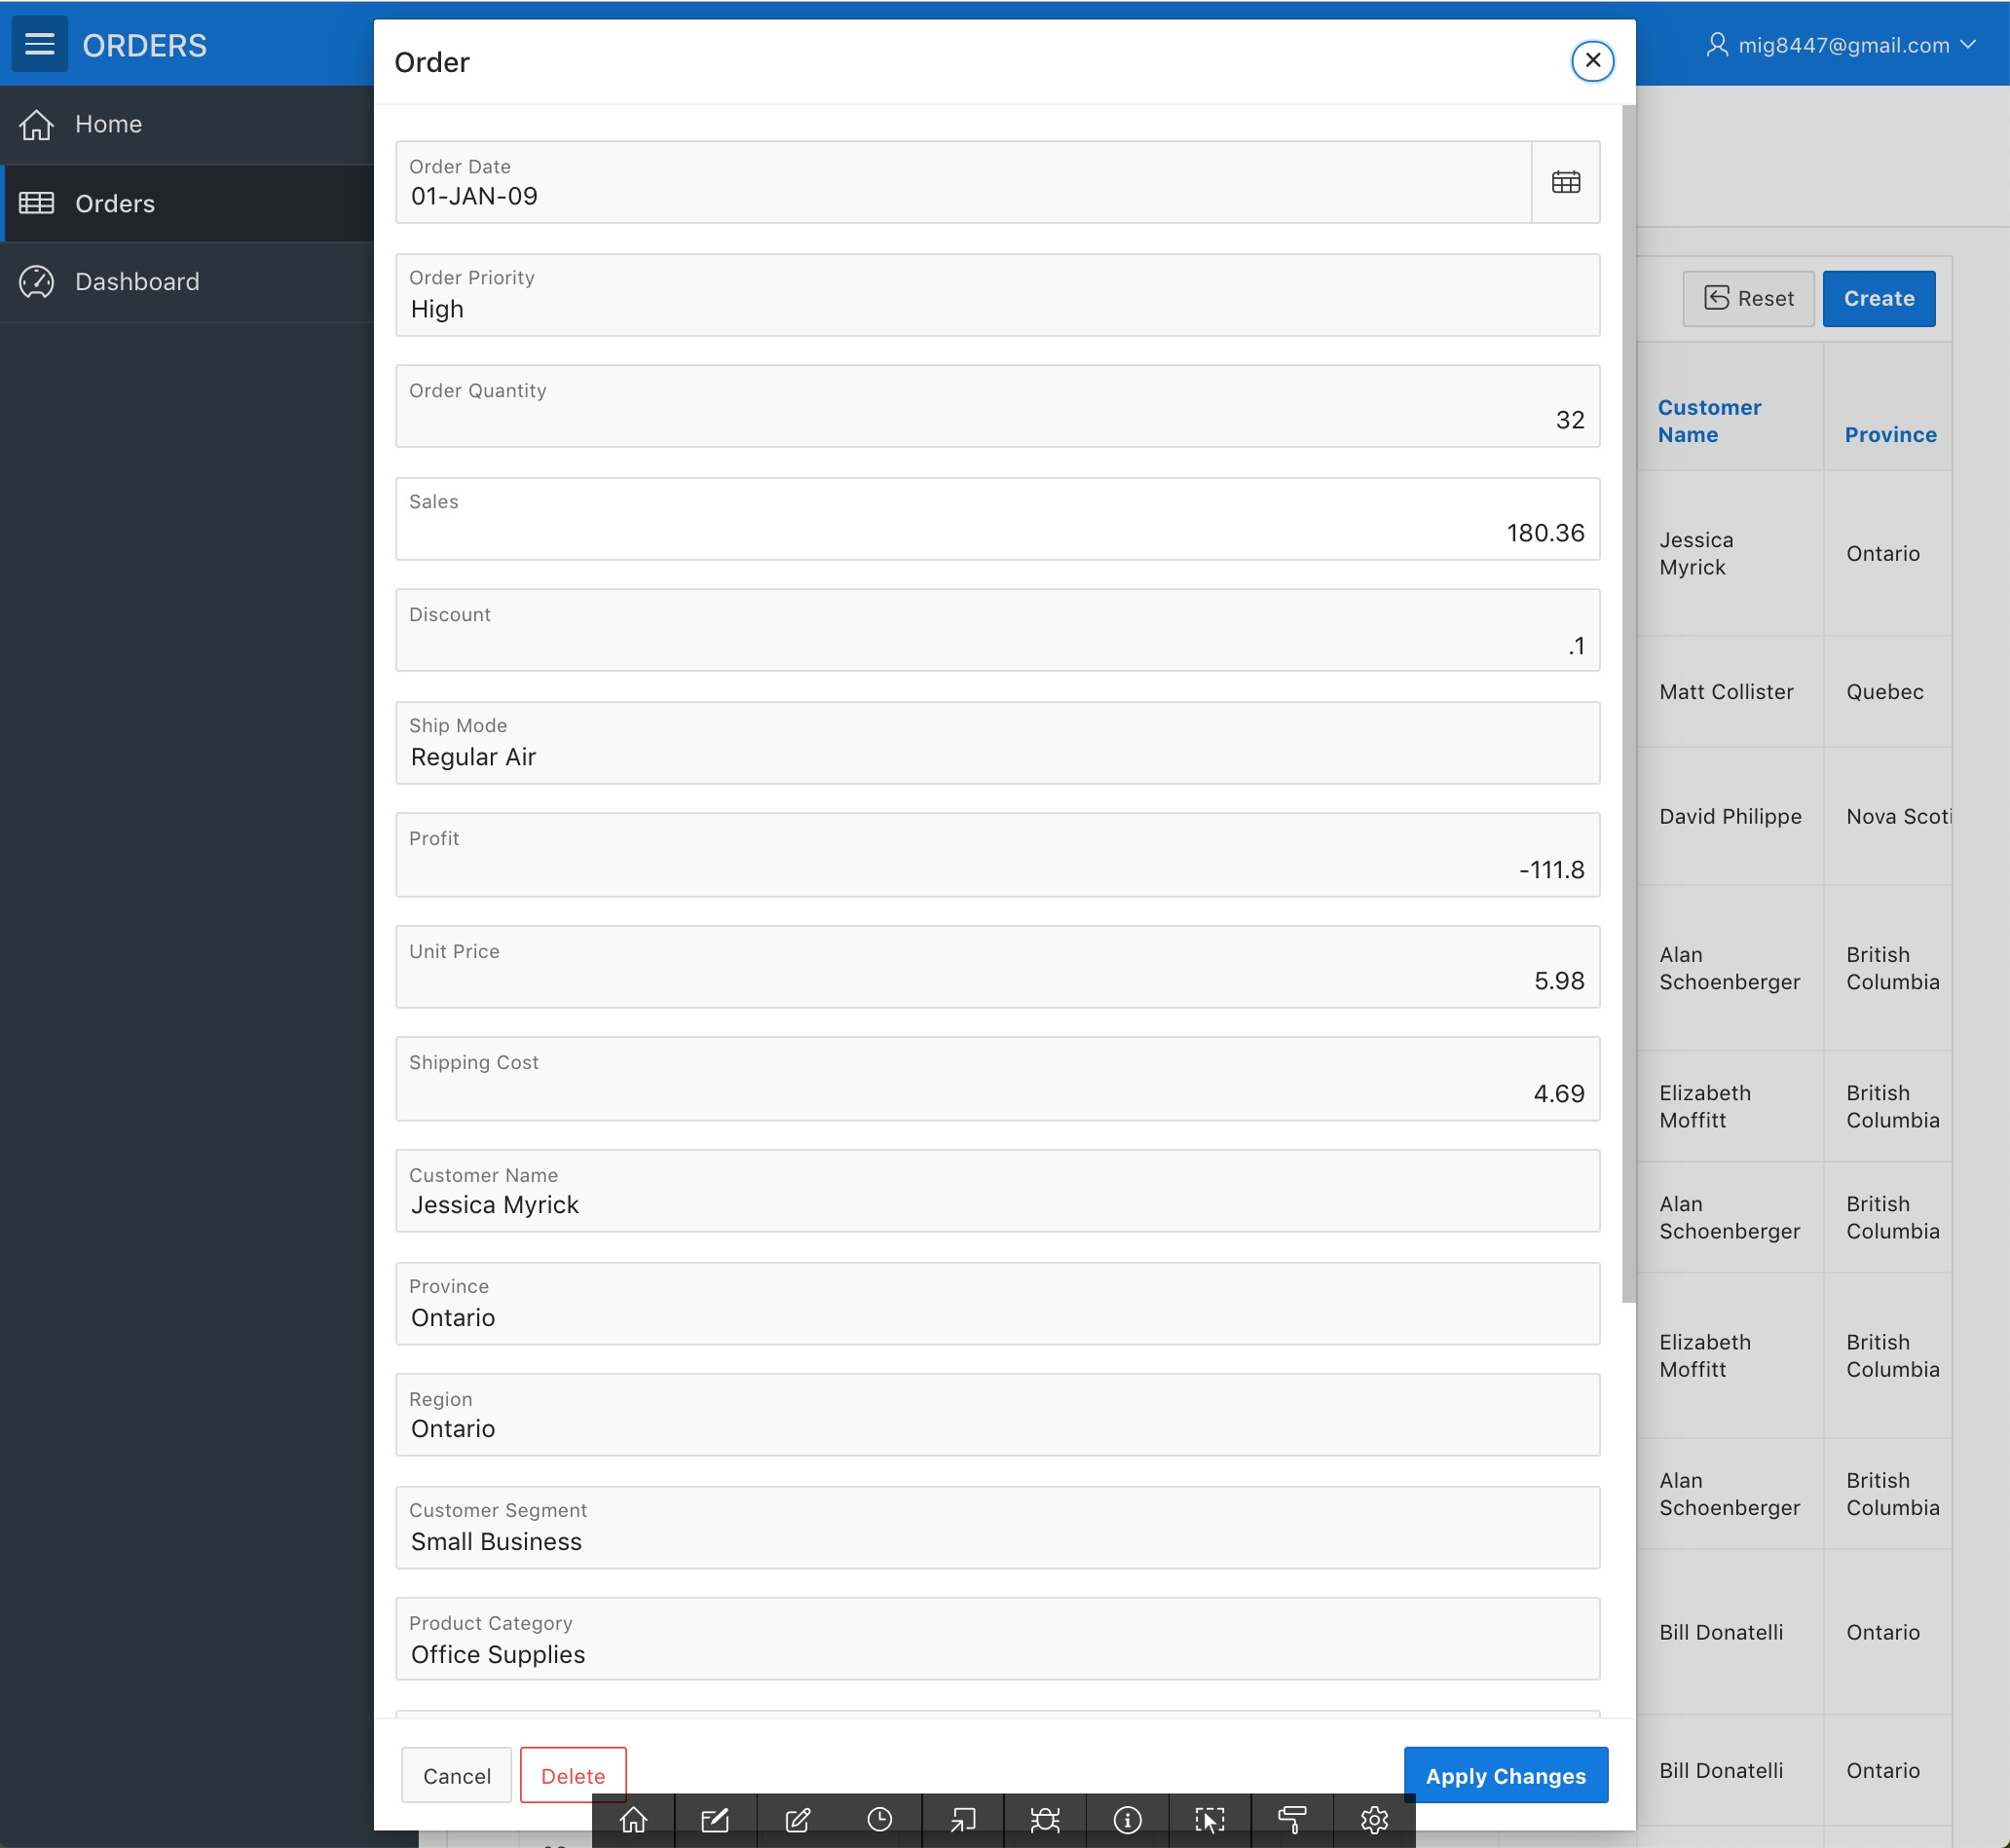 ORDERS
mig8447@gmail.com
Home
Orders
Dashboard
Order
Order Date
01-JAN-09
Order Priority
High
Order Quantity
32
Sales
180.36
Discount
.1
Ship Mode
Regular Air
Profit
-111.8
Unit Price
5.98
Shipping Cost
4.69
Customer Name
Jessica Myrick
Province
Ontario
Region
Ontario
Customer Segment
Small Business
Product Category
Office Supplies
Cancel
Delete
Apply Changes
Reset
Create
Customer
Name
Province
Jessica
Myrick
Ontario
Matt Collister
Quebec
David Philippe
Nova Scoti
Alan
Schoenberger
British
Columbia
Elizabeth
Moffitt
British
Columbia
Alan
Schoenberger
British
Columbia
Elizabeth
Moffitt
British
Columbia
Alan
Schoenberger
British
Columbia
Bill Donatelli
Ontario
Bill Donatelli
Ontario